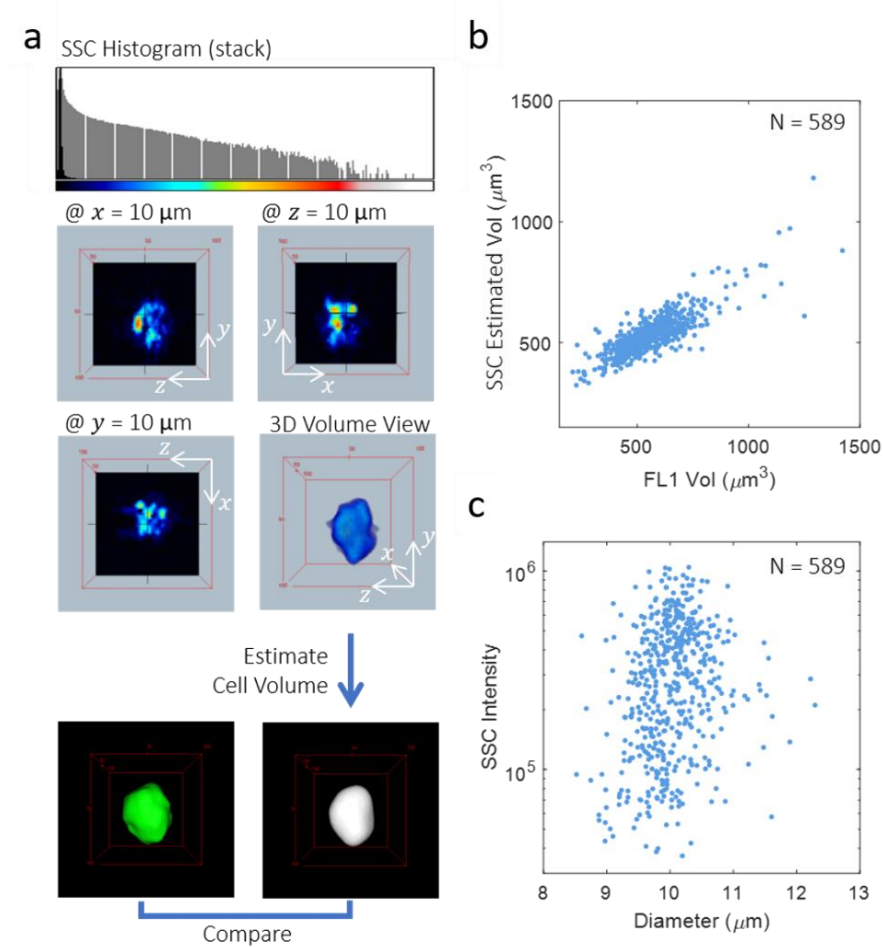 a
SSC Histogram (stack)
@ x = 10 μm
@ z = 10 μm
y
z
y
x
@ y = 10 μm
3D Volume View
z
x
y
x
z
Estimate
Cell Volume
Compare
b
1500
1000
500
N = 589
SSC Estimated Vol (μm³)
500
1000
1500
FL1 Vol (μm³)
c
10⁶
10⁵
N = 589
SSC Intensity
8
9
10
11
12
13
Diameter (μm)